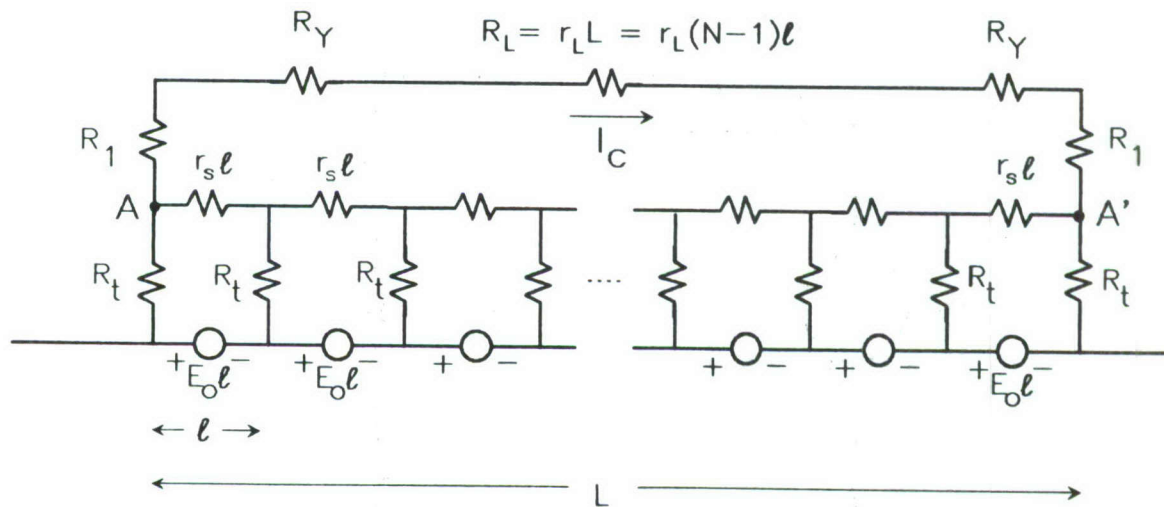 R_Y R_L = r_L L = r_L(N−1)ℓ R_Y
R_1 I_C R_1
r_sℓ r_sℓ r_sℓ
A A'
R_t R_t R_t .... R_t R_t
+ − + − + − + − + − + −
E_oℓ E_oℓ E_oℓ
ℓ
L